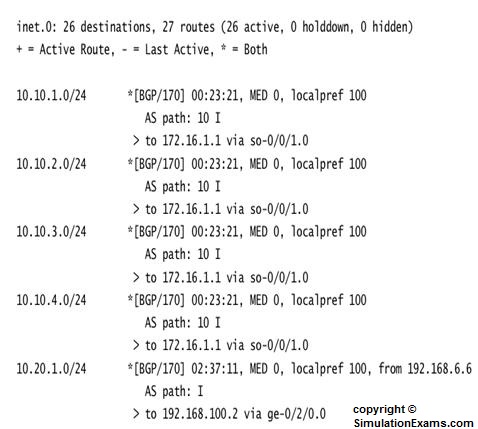 inet.0: 26 destinations, 27 routes (26 active, 0 holddown, 0 hidden)
+ = Active Route, - = Last Active, * = Both
10.10.1.0/24 *[BGP/170] 00:23:21, MED 0, localpref 100
AS path: 10 I
> to 172.16.1.1 via so-0/0/1.0
10.10.2.0/24 *[BGP/170] 00:23:21, MED 0, localpref 100
AS path: 10 I
> to 172.16.1.1 via so-0/0/1.0
10.10.3.0/24 *[BGP/170] 00:23:21, MED 0, localpref 100
AS path: 10 I
> to 172.16.1.1 via so-0/0/1.0
10.10.4.0/24 *[BGP/170] 00:23:21, MED 0, localpref 100
AS path: 10 I
> to 172.16.1.1 via so-0/0/1.0
10.20.1.0/24 *[BGP/170] 02:37:11, MED 0, localpref 100, from 192.168.6.6
AS path: I
> to 192.168.100.2 via ge-0/2/0.0
copyright ©
SimulationExams.com